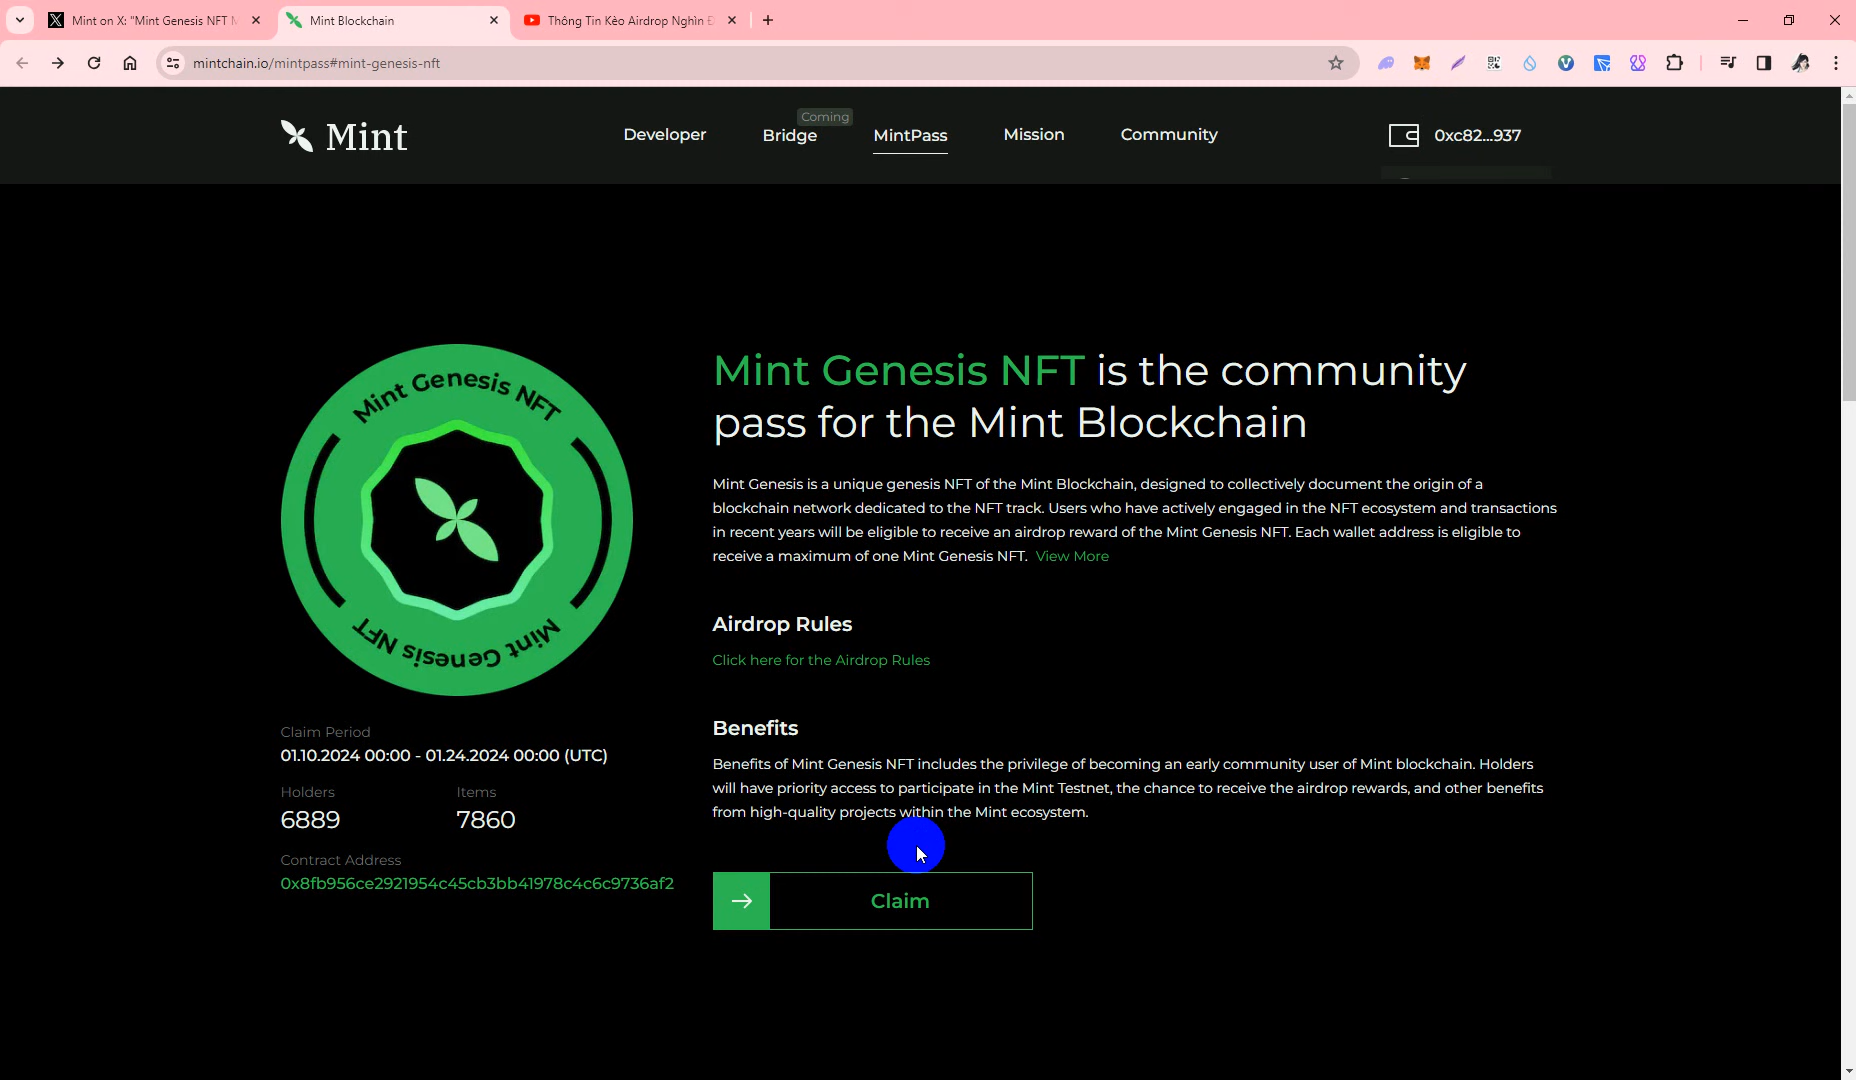 Mint on X: "Mint Genesis NFT M
Mint Blockchain
Thông Tin Kèo Airdrop Nghìn Đ
mintchain.io/mintpass#mint-genesis-nft
Mint
Developer
Coming
Bridge
MintPass
Mission
Community
0xc82...937
Mint Genesis NFT
Mint Genesis NFT
Mint Genesis NFT is the community
pass for the Mint Blockchain
Mint Genesis is a unique genesis NFT of the Mint Blockchain, designed to collectively document the origin of a
blockchain network dedicated to the NFT track. Users who have actively engaged in the NFT ecosystem and transactions
in recent years will be eligible to receive an airdrop reward of the Mint Genesis NFT. Each wallet address is eligible to
receive a maximum of one Mint Genesis NFT. View More
Airdrop Rules
Click here for the Airdrop Rules
Benefits
Benefits of Mint Genesis NFT includes the privilege of becoming an early community user of Mint blockchain. Holders
will have priority access to participate in the Mint Testnet, the chance to receive the airdrop rewards, and other benefits
from high-quality projects within the Mint ecosystem.
Claim
Claim Period
01.10.2024 00:00 - 01.24.2024 00:00 (UTC)
Holders
6889
Items
7860
Contract Address
0x8fb956ce2921954c45cb3bb41978c4c6c9736af2